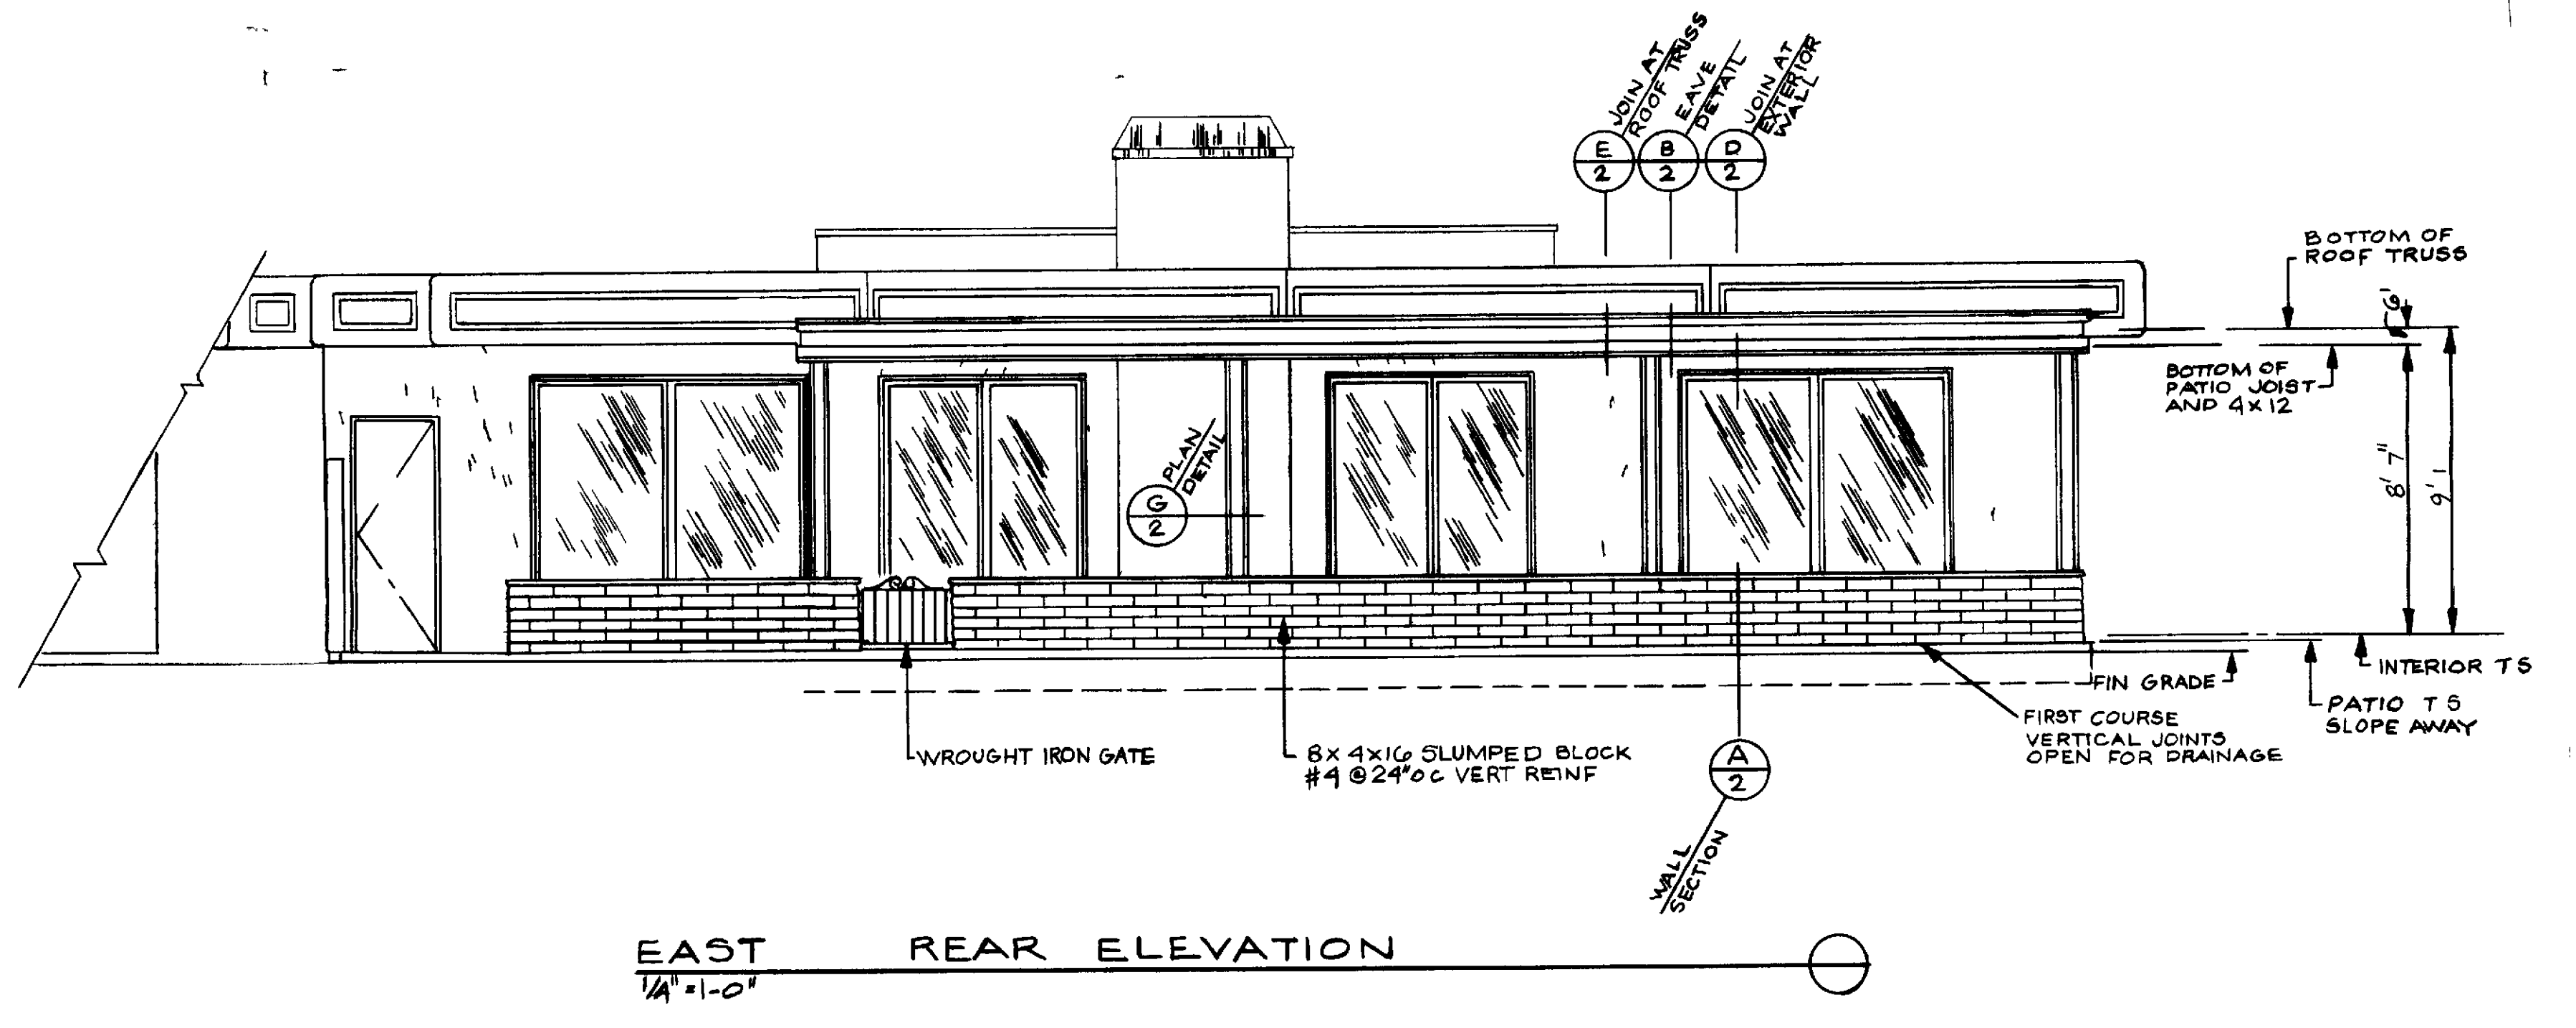 JOIN AT
ROOF TRUSS
EAVE
DETAIL
JOIN AT
EXTERIOR
WALL
E
2
B
2
D
2
BOTTOM OF
ROOF TRUSS
BOTTOM OF
PATIO JOIST
AND 4x12
8' 7"
9' 1
PLAN
DETAIL
G
2
INTERIOR T S
FIN GRADE
PATIO T S
SLOPE AWAY
FIRST COURSE
VERTICAL JOINTS
OPEN FOR DRAINAGE
WROUGHT IRON GATE
8x4x16 SLUMPED BLOCK
#4 @ 24" OC VERT REINF
A
2
WALL
SECTION
EAST REAR ELEVATION
1/4" = 1-0"